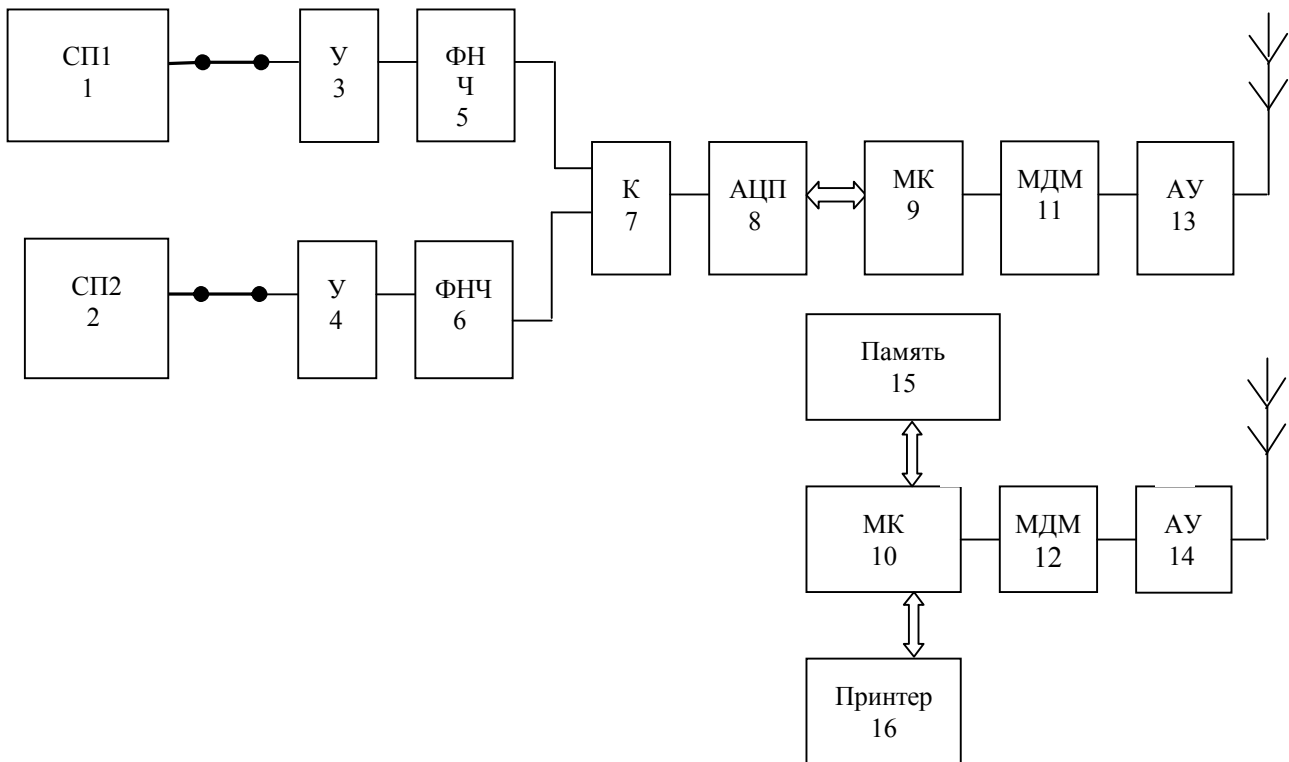 СП1
1
У
3
ФН
Ч
5
К
7
АЦП
8
МК
9
МДМ
11
АУ
13
СП2
2
У
4
ФНЧ
6
Память
15
МК
10
МДМ
12
АУ
14
Принтер
16